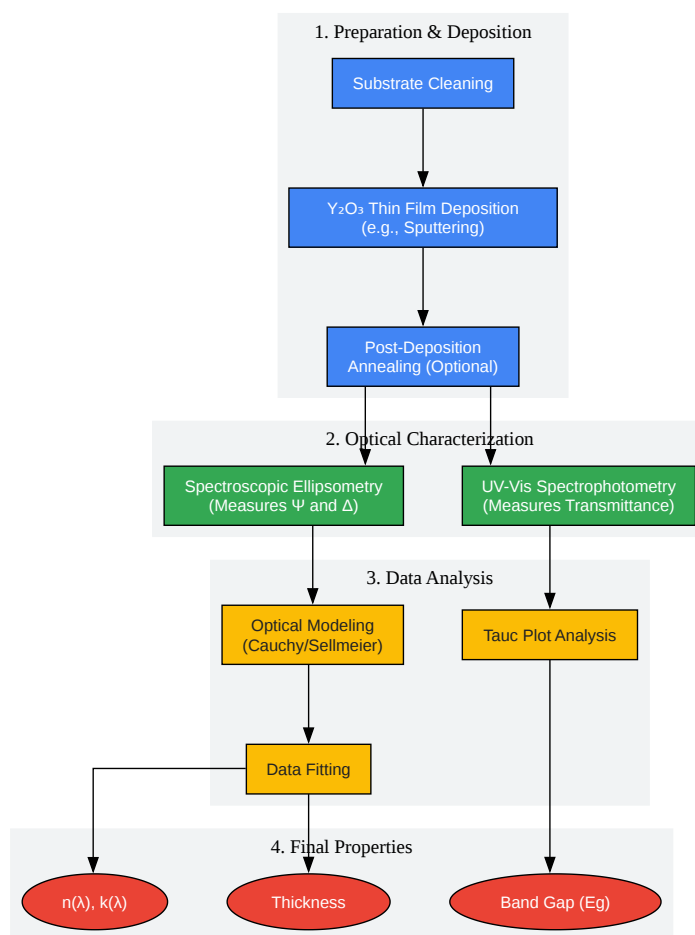 1. Preparation & Deposition
Substrate Cleaning
Y₂O₃ Thin Film Deposition
(e.g., Sputtering)
Post-Deposition
Annealing (Optional)
2. Optical Characterization
Spectroscopic Ellipsometry
(Measures Ψ and Δ)
UV-Vis Spectrophotometry
(Measures Transmittance)
3. Data Analysis
Optical Modeling
(Cauchy/Sellmeier)
Tauc Plot Analysis
Data Fitting
4. Final Properties
n(λ), k(λ)
Thickness
Band Gap (Eg)